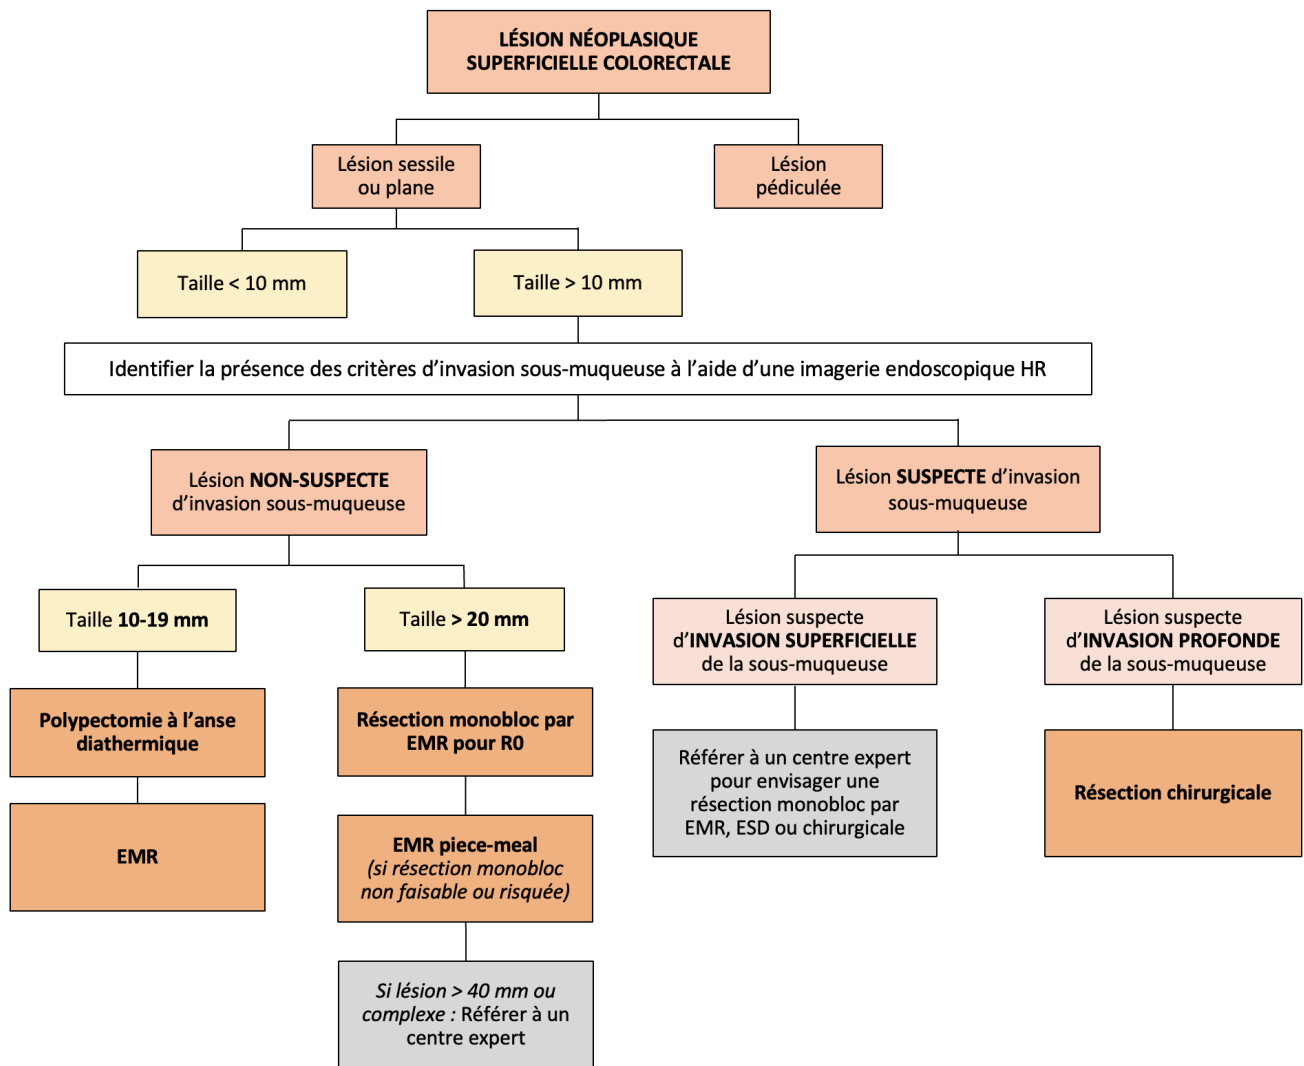 LÉSION NÉOPLASIQUE
SUPERFICIELLE COLORECTALE
Lésion sessile
ou plane
Lésion
pédiculée
Taille < 10 mm
Taille > 10 mm
Identifier la présence des critères d’invasion sous-muqueuse à l’aide d’une imagerie endoscopique HR
Lésion NON-SUSPECTE
d’invasion sous-muqueuse
Lésion SUSPECTE d’invasion
sous-muqueuse
Taille 10-19 mm
Taille > 20 mm
Lésion suspecte
d’INVASION SUPERFICIELLE
de la sous-muqueuse
Lésion suspecte
d’INVASION PROFONDE
de la sous-muqueuse
Polypectomie à l’anse
diathermique
Résection monobloc par
EMR pour R0
Référer à un centre expert
pour envisager une
résection monobloc par
EMR, ESD ou chirurgicale
Résection chirurgicale
EMR
EMR piece-meal
(si résection monobloc
non faisable ou risquée)
Si lésion > 40 mm ou
complexe : Référer à un
centre expert